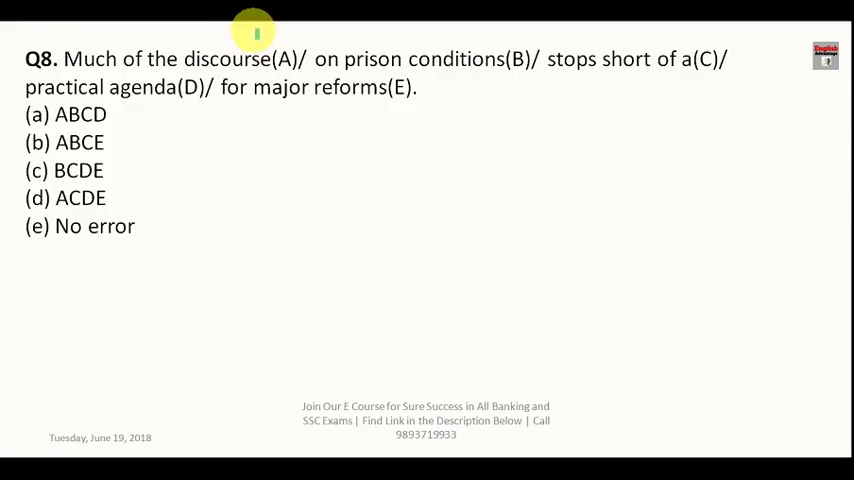 Q8. Much of the discourse(A)/ on prison conditions(B)/ stops short of a(C)/
practical agenda(D)/ for major reforms(E).
(a) ABCD
(b) ABCE
(c) BCDE
(d) ACDE
(e) No error
English
Advantage
Join Our E Course for Sure Success in All Banking and
SSC Exams | Find Link in the Description Below | Call
9893719933
Tuesday, June 19, 2018